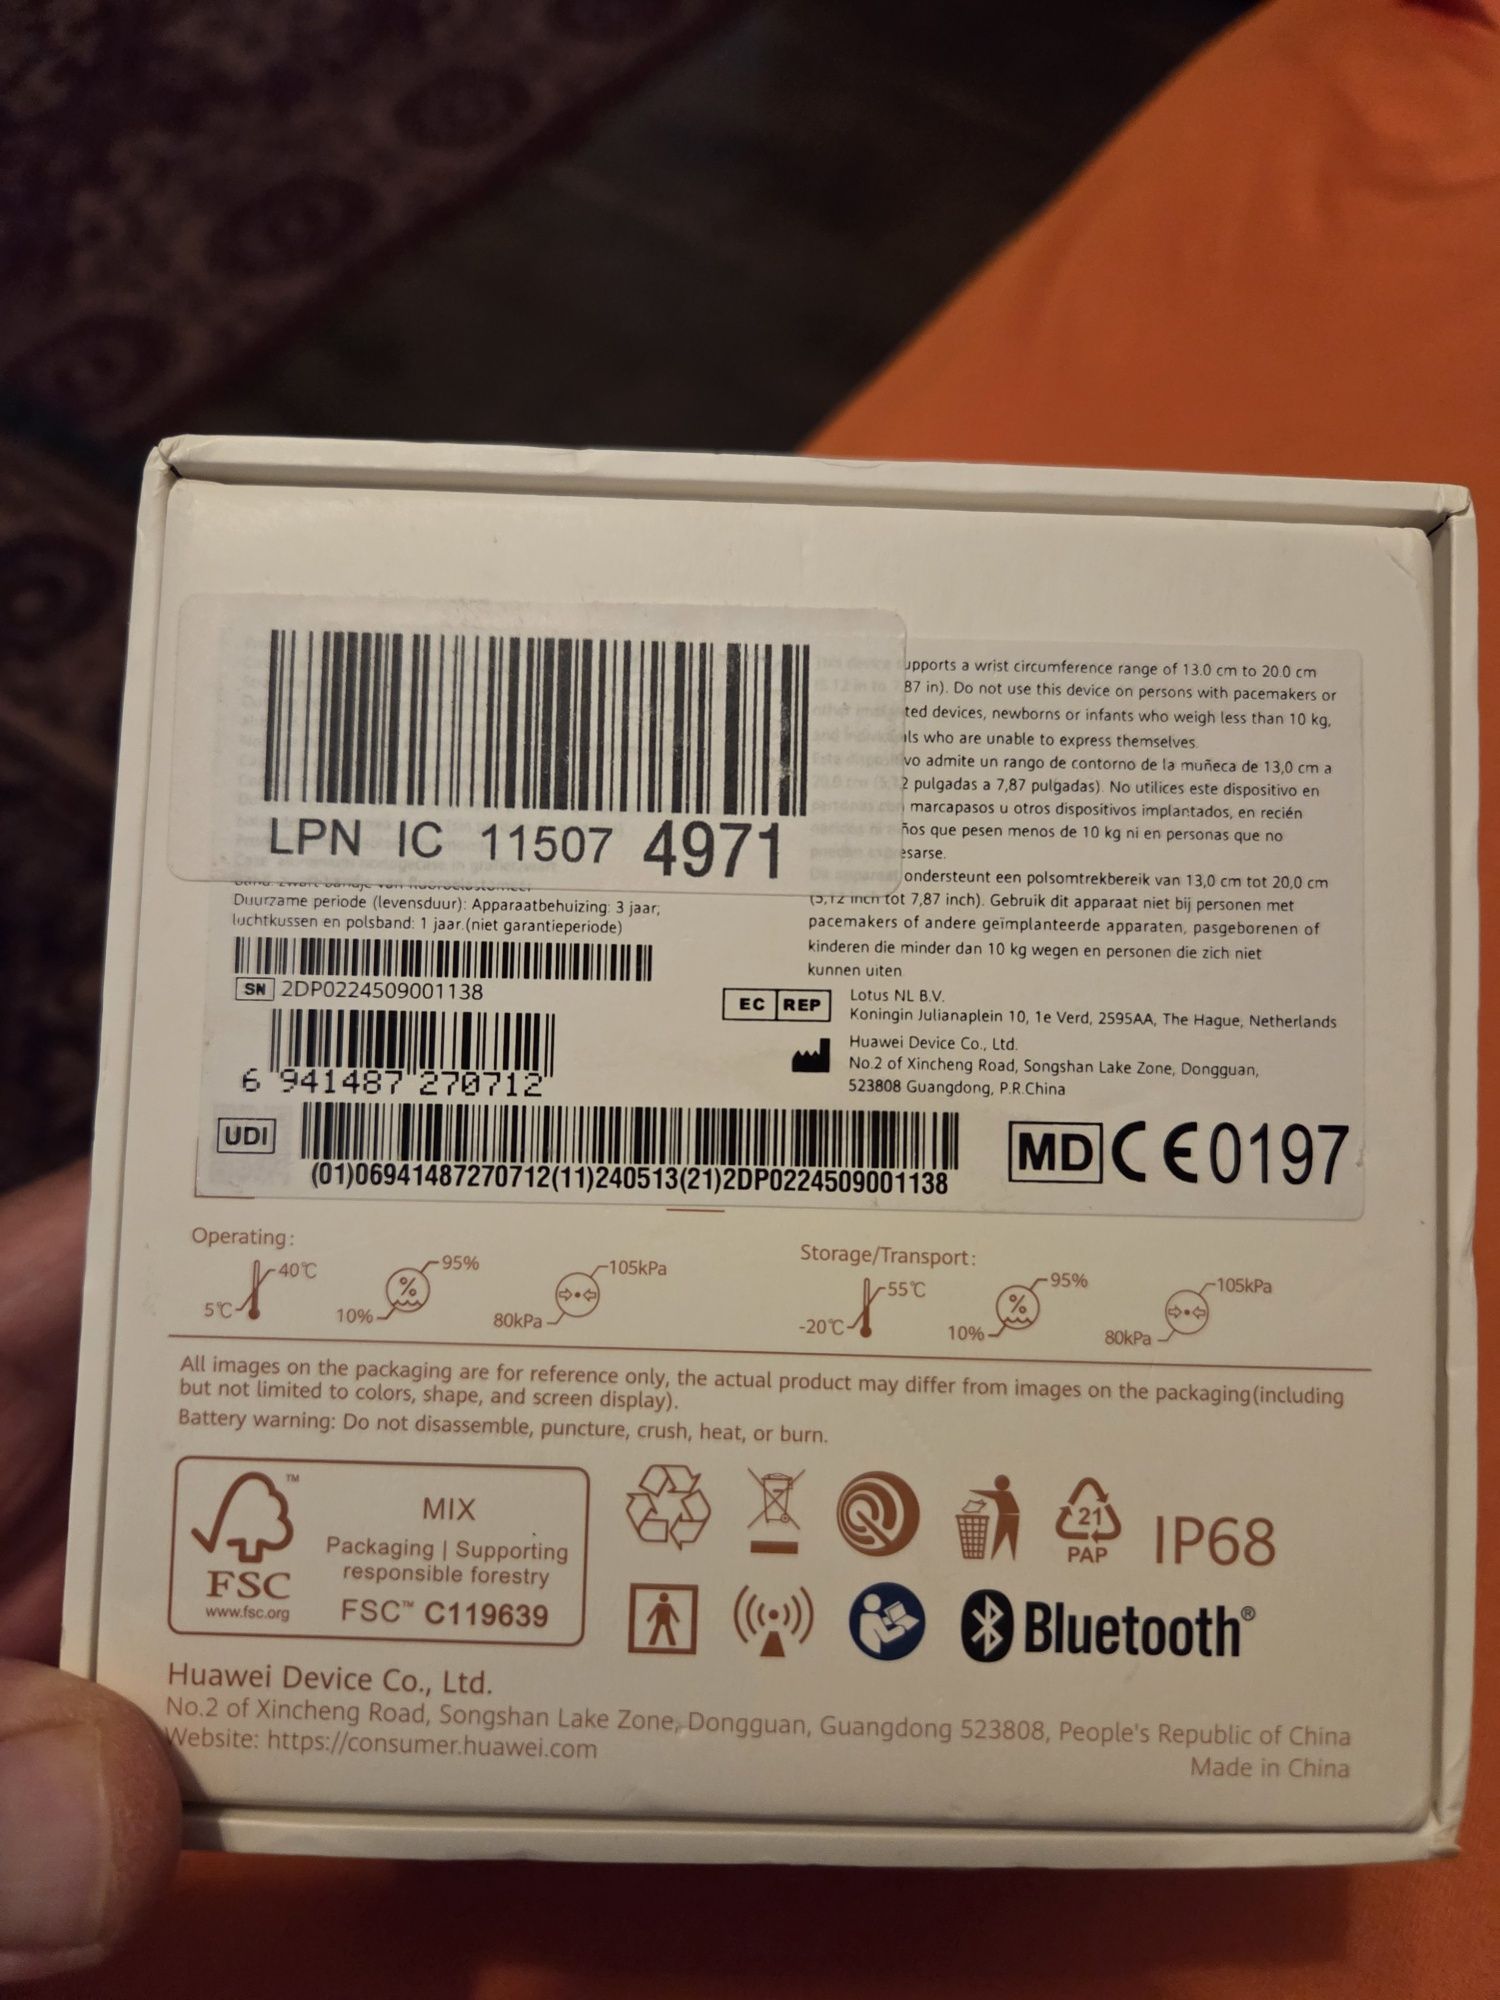 LPN IC 11507 4971
upports a wrist circumference range of 13.0 cm to 20.0 cm
87 in). Do not use this device on persons with pacemakers or
ted devices, newborns or infants who weigh less than 10 kg,
ls who are unable to express themselves.
vo admite un rango de contorno de la muñeca de 13,0 cm a
2 pulgadas a 7,87 pulgadas). No utilices este dispositivo en
marcapasos u otros dispositivos implantados, en recién
ños que pesen menos de 10 kg ni en personas que no
esarse.
ondersteunt een polsomtrekbereik van 13,0 cm tot 20,0 cm
(5,12 inch tot 7,87 inch). Gebruik dit apparaat niet bij personen met
pacemakers of andere geïmplanteerde apparaten, pasgeborenen of
kinderen die minder dan 10 kg wegen en personen die zich niet
kunnen uiten
Duurzame periode (levensduur): Apparaatbehuizing: 3 jaar,
luchtkussen en polsband: 1 jaar.(niet garantieperiode)
SN 2DP0224509001138
6 941487 270712
EC REP
Lotus NL B.V.
Koningin Julianaplein 10, 1e Verd, 2595AA, The Hague, Netherlands
Huawei Device Co., Ltd.
No.2 of Xincheng Road, Songshan Lake Zone, Dongguan,
523808 Guangdong, P.R.China
UDI
(01)06941487270712(11)240513(21)2DP0224509001138
MD CE 0197
Operating:
40℃
5℃
95%
10%
105kPa
80kPa
Storage/Transport:
55℃
-20℃
95%
10%
105kPa
80kPa
All images on the packaging are for reference only, the actual product may differ from images on the packaging(including
but not limited to colors, shape, and screen display).
Battery warning: Do not disassemble, puncture, crush, heat, or burn.
™
FSC
www.fsc.org
MIX
Packaging | Supporting
responsible forestry
FSC™ C119639
21
PAP
IP68
Bluetooth®
Huawei Device Co., Ltd.
No.2 of Xincheng Road, Songshan Lake Zone, Dongguan, Guangdong 523808, People's Republic of China
Website: https://consumer.huawei.com
Made in China